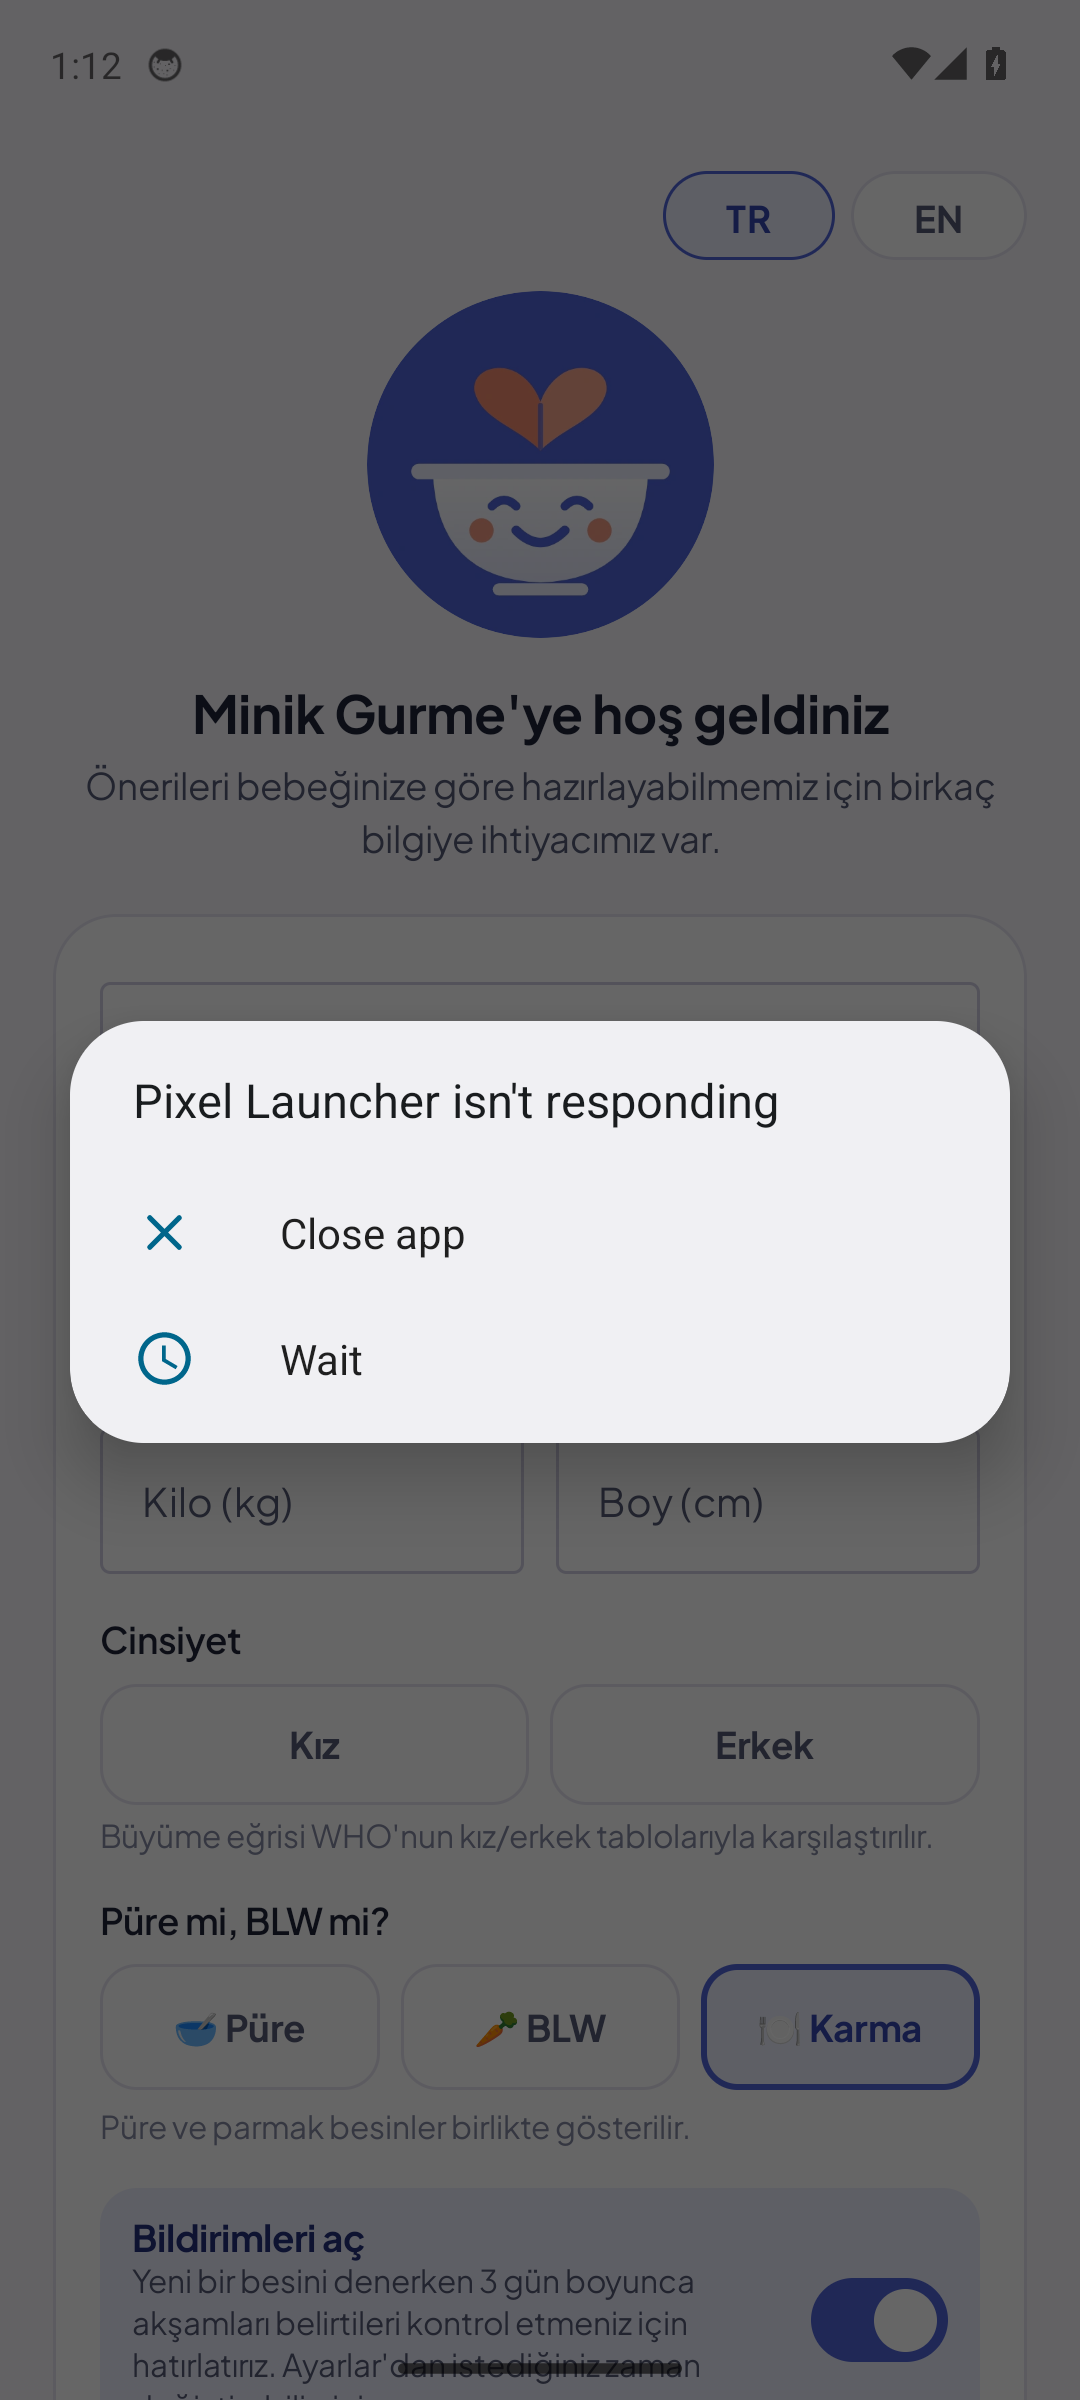 1:12
TR
EN
Minik Gurme'ye hoş geldiniz
Önerileri bebeğinize göre hazırlayabilmemiz için birkaç
bilgiye ihtiyacımız var.
Pixel Launcher isn't responding
Close app
Wait
Kilo (kg)
Boy (cm)
Cinsiyet
Kız
Erkek
Büyüme eğrisi WHO'nun kız/erkek tablolarıyla karşılaştırılır.
Püre mi, BLW mi?
Püre
BLW
Karma
Püre ve parmak besinler birlikte gösterilir.
Bildirimleri aç
Yeni bir besini denerken 3 gün boyunca
akşamları belirtileri kontrol etmeniz için
hatırlatırız. Ayarlar'dan istediğiniz zaman